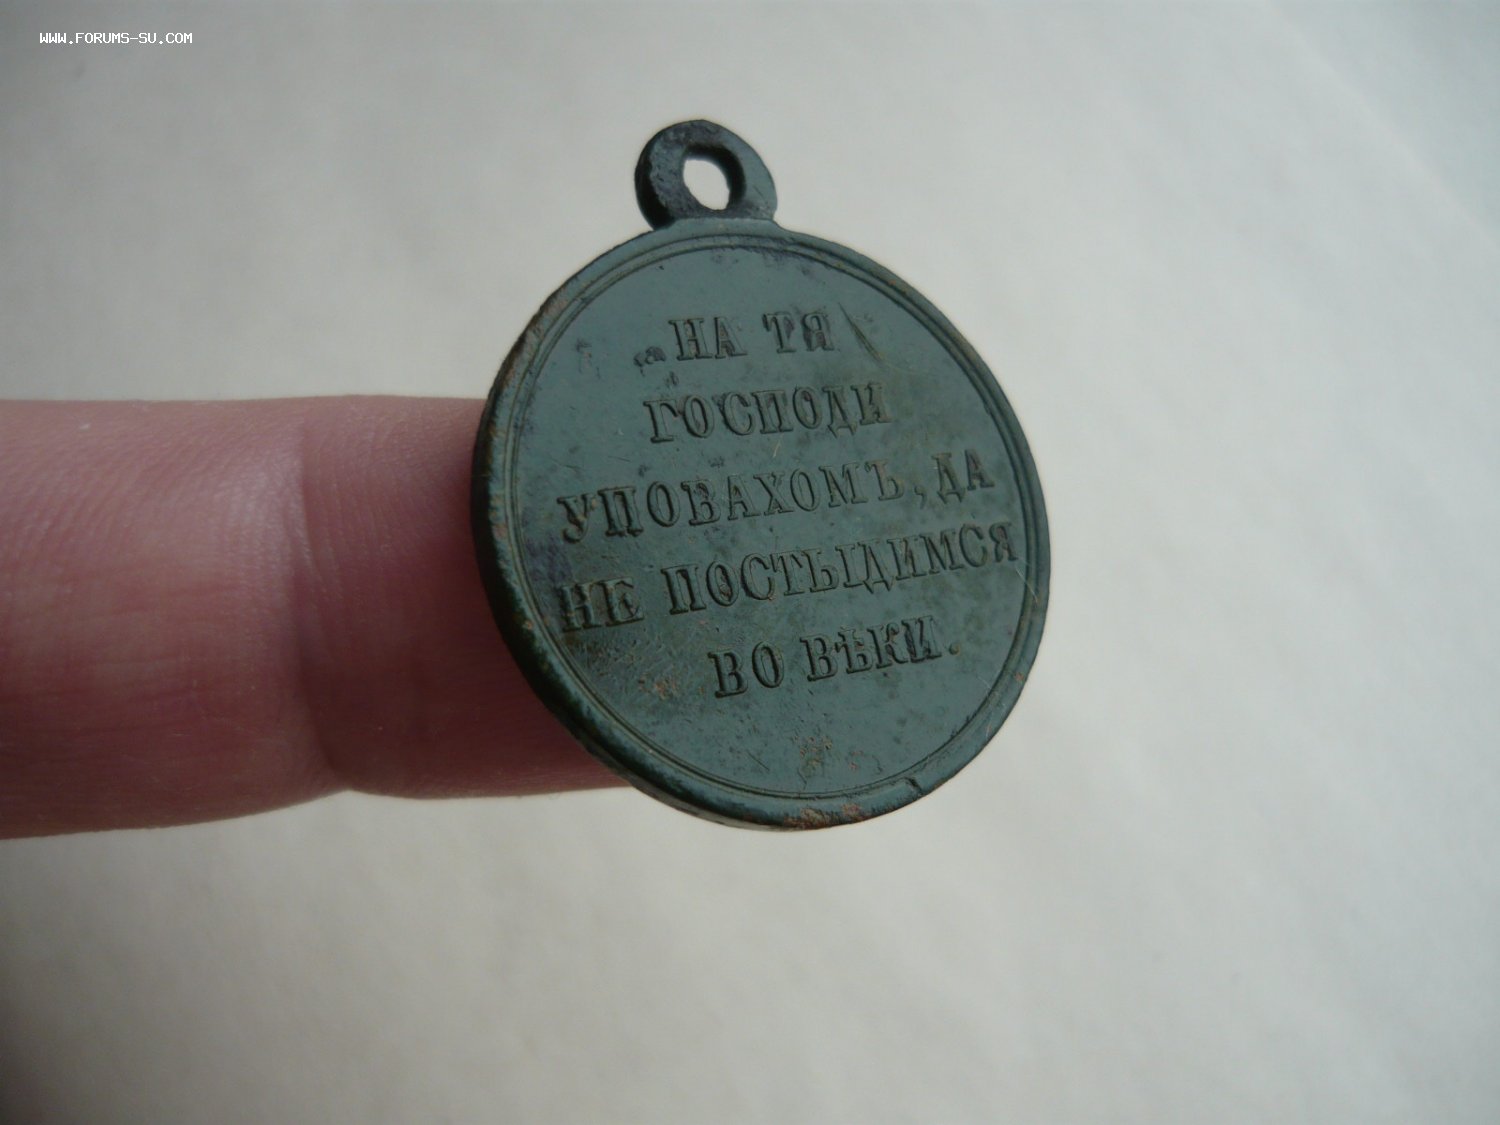 WWW.FORUMS-SU.COM
„НА ТЯ
ГОСПОДИ
УПОВАХОМЪ, ДА
НЕ ПОСТЫДИМСЯ
ВО ВѢКИ.